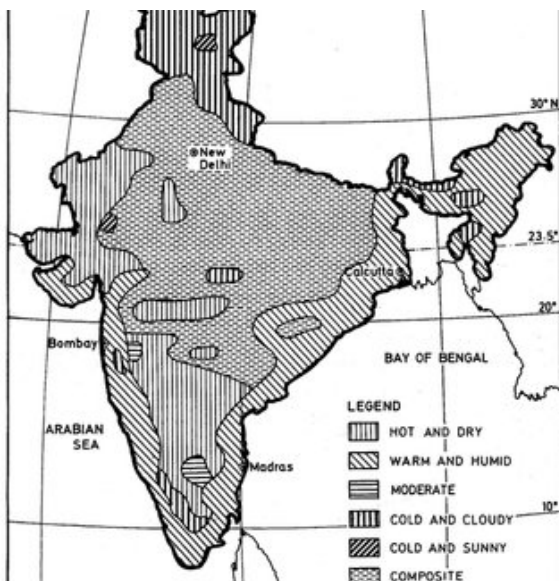 30° N
New
Delhi
23.5°
Calcutta
20°
Bombay
BAY OF BENGAL
ARABIAN
SEA
Madras
10°
LEGEND
HOT AND DRY
WARM AND HUMID
MODERATE
COLD AND CLOUDY
COLD AND SUNNY
COMPOSITE